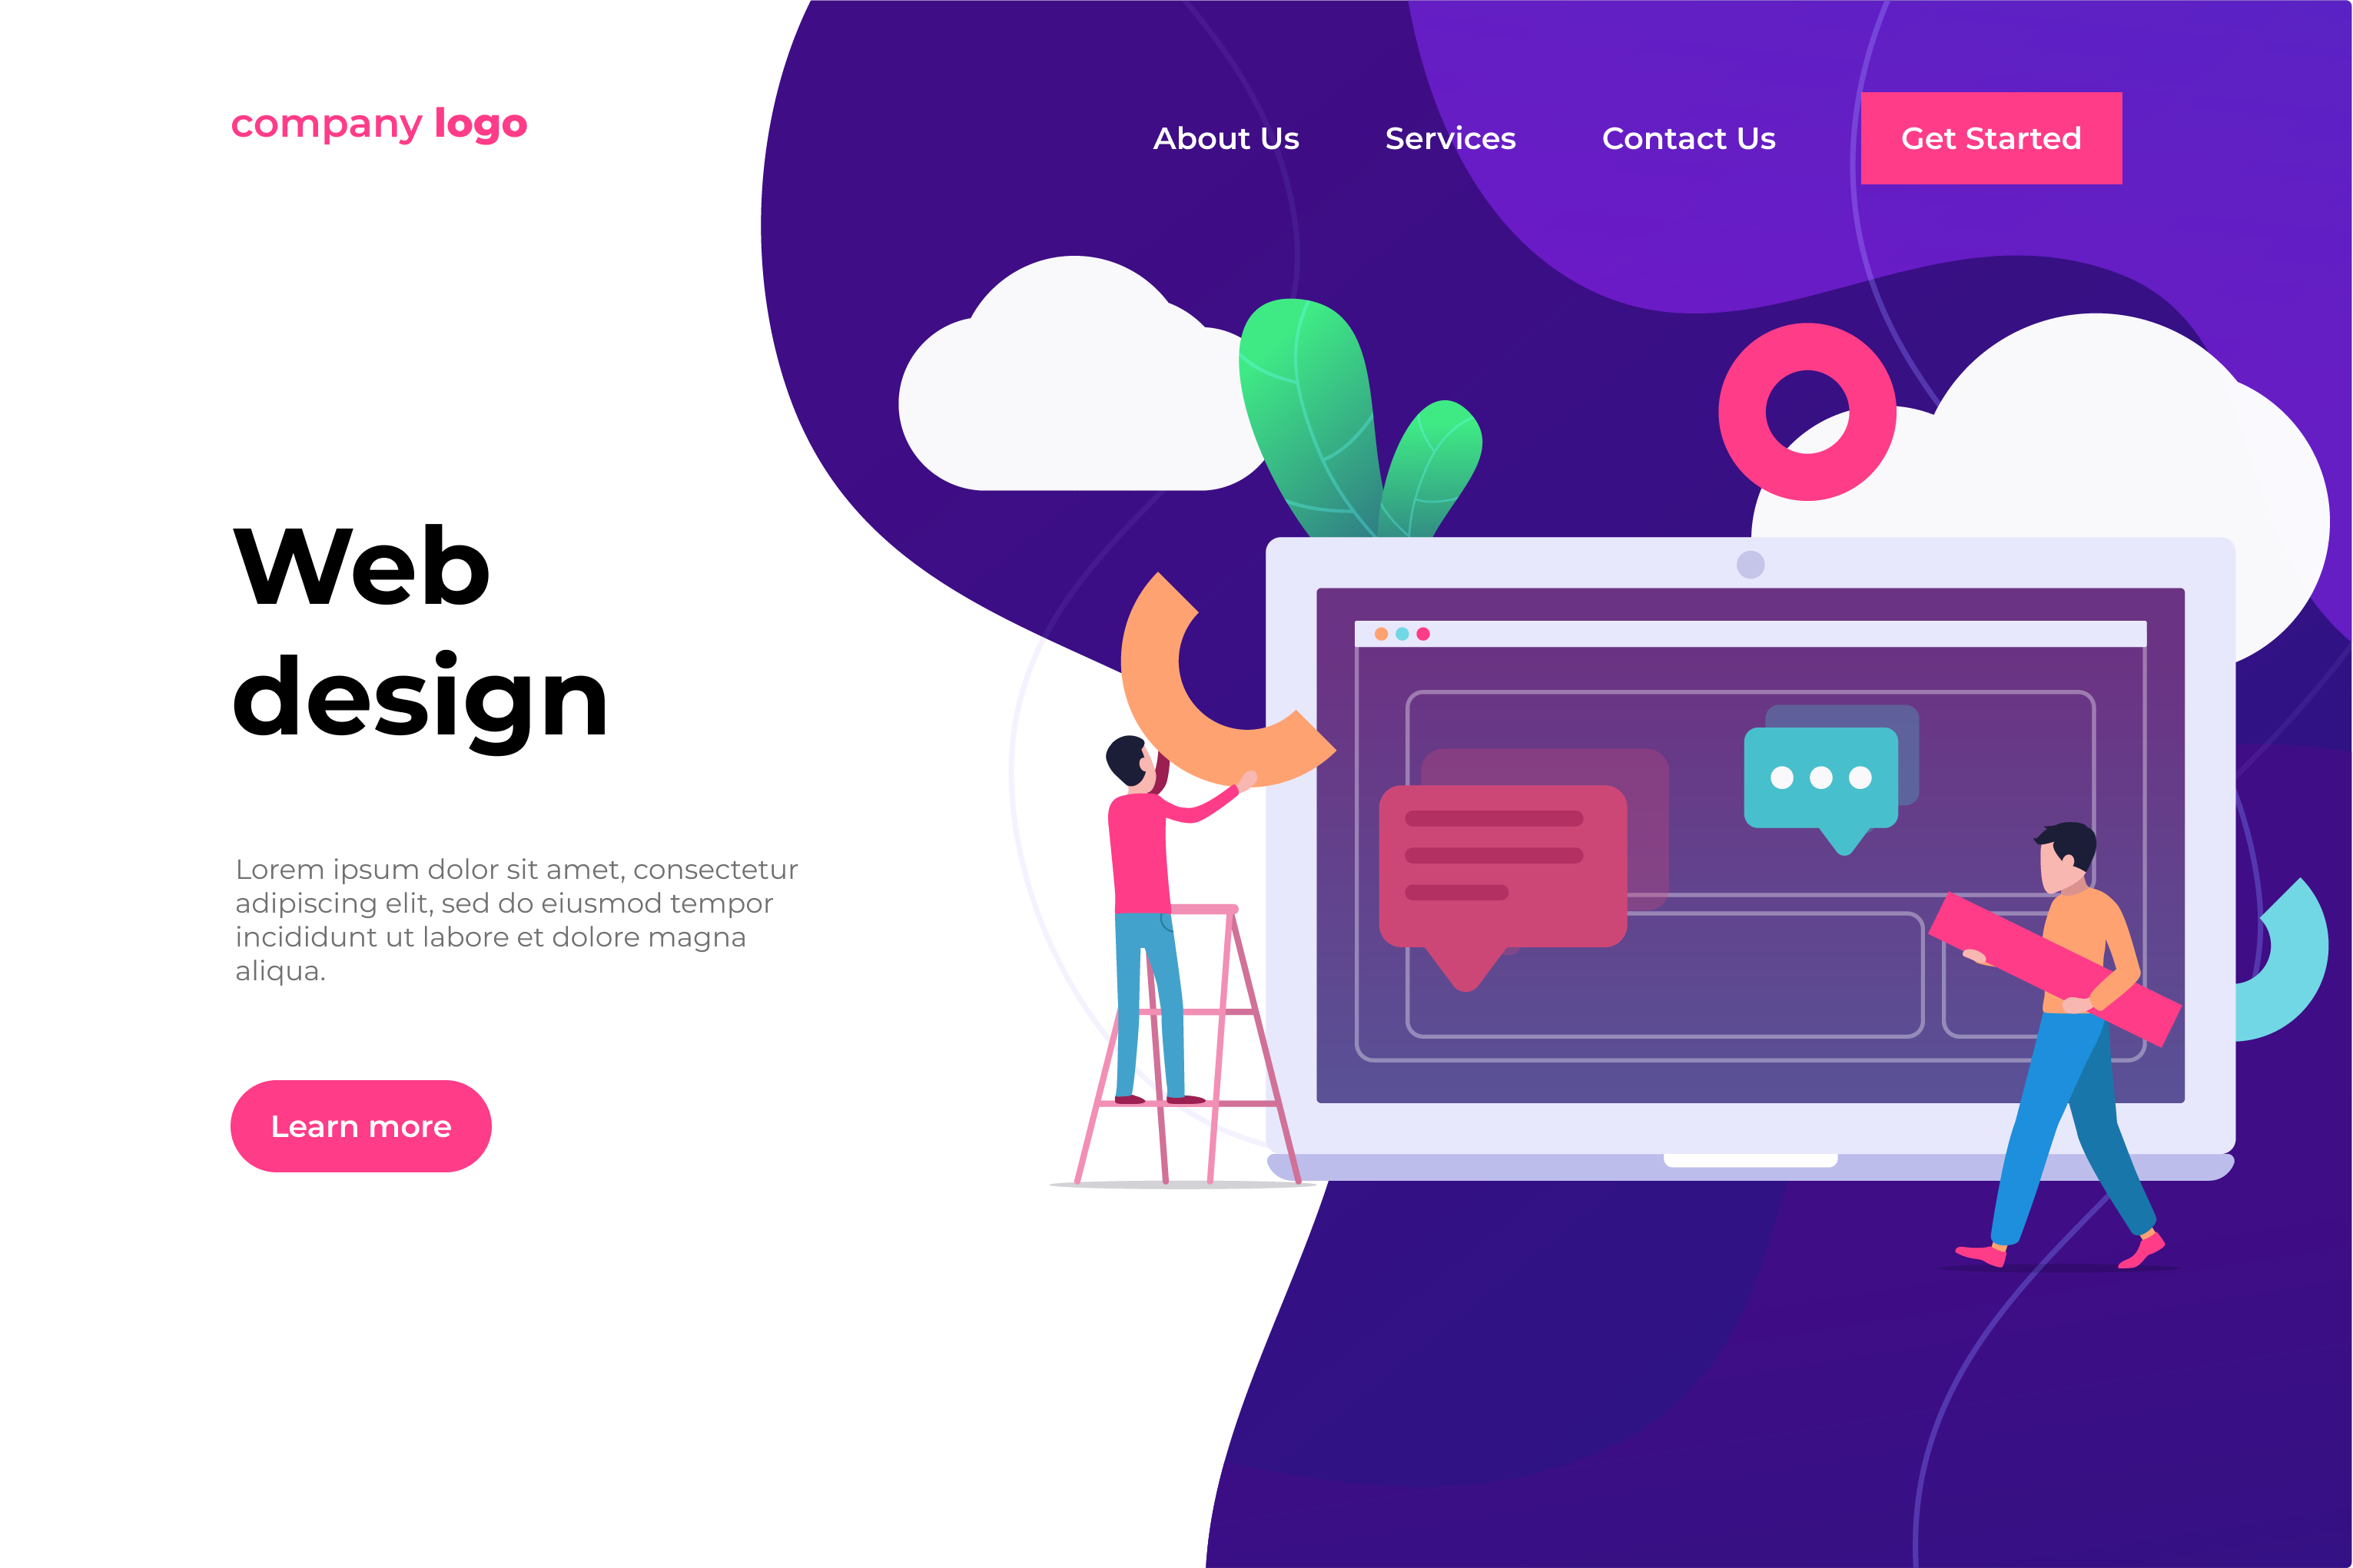 company logo
About Us
Services
Contact Us
Get Started
Web
design
Lorem ipsum dolor sit amet, consectetur
adipiscing elit, sed do eiusmod tempor
incididunt ut labore et dolore magna
aliqua.
Learn more